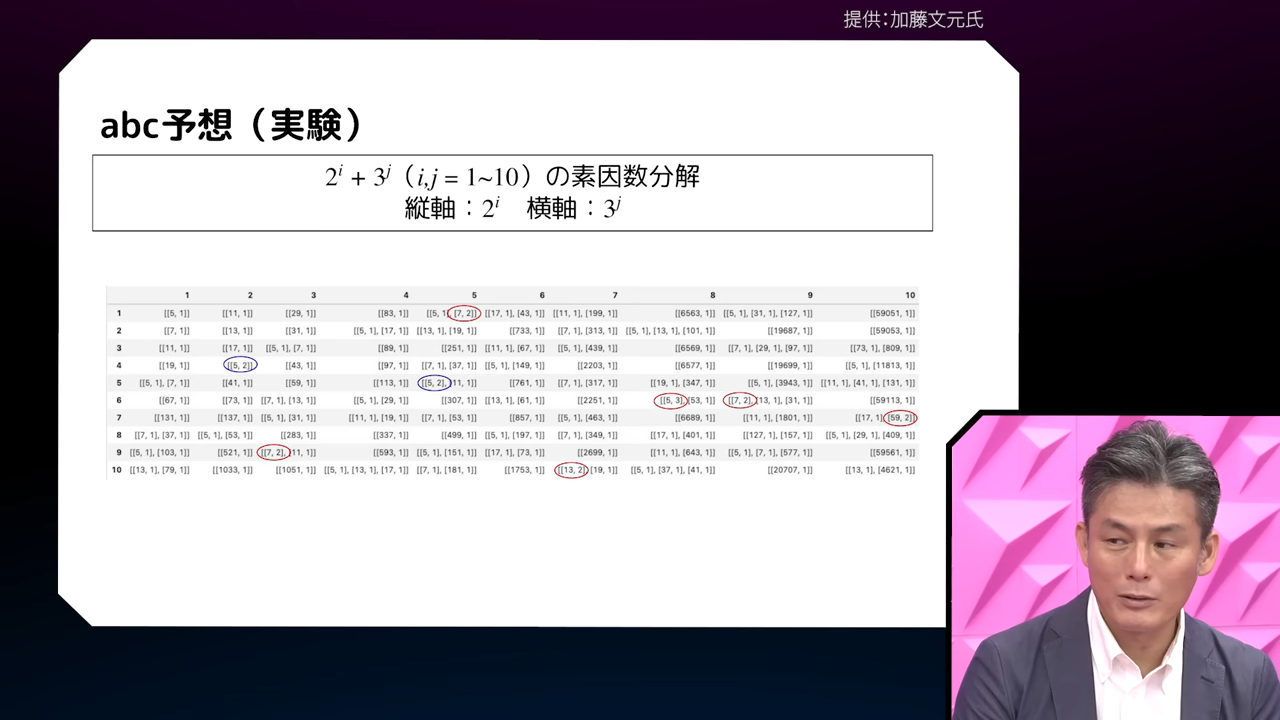 提供：加藤文元氏
abc予想（実験）
2^i + 3^j（i,j = 1~10）の素因数分解
縦軸：2^i　横軸：3^j
1 2 3 4 5 6 7 8 9 10
1 [[5, 1]] [[11, 1]] [[29, 1]] [[83, 1]] [[5, 1], [7, 2]] [[17, 1], [43, 1]] [[11, 1], [199, 1]] [[6563, 1]] [[5, 1], [31, 1], [127, 1]] [[59051, 1]]
2 [[7, 1]] [[13, 1]] [[31, 1]] [[5, 1], [17, 1]] [[13, 1], [19, 1]] [[733, 1]] [[7, 1], [313, 1]] [[5, 1], [13, 1], [101, 1]] [[19687, 1]] [[59053, 1]]
3 [[11, 1]] [[17, 1]] [[5, 1], [7, 1]] [[89, 1]] [[251, 1]] [[11, 1], [67, 1]] [[5, 1], [439, 1]] [[6569, 1]] [[7, 1], [29, 1], [97, 1]] [[73, 1], [809, 1]]
4 [[19, 1]] [[5, 2]] [[43, 1]] [[97, 1]] [[7, 1], [37, 1]] [[5, 1], [149, 1]] [[2203, 1]] [[6577, 1]] [[19699, 1]] [[5, 1], [11813, 1]]
5 [[5, 1], [7, 1]] [[41, 1]] [[59, 1]] [[113, 1]] [[5, 2], [11, 1]] [[761, 1]] [[7, 1], [317, 1]] [[19, 1], [347, 1]] [[5, 1], [3943, 1]] [[11, 1], [41, 1], [131, 1]]
6 [[67, 1]] [[73, 1]] [[7, 1], [13, 1]] [[5, 1], [29, 1]] [[307, 1]] [[13, 1], [61, 1]] [[2251, 1]] [[5, 3], [53, 1]] [[7, 2], [13, 1], [31, 1]] [[59113, 1]]
7 [[131, 1]] [[137, 1]] [[5, 1], [31, 1]] [[11, 1], [19, 1]] [[7, 1], [53, 1]] [[857, 1]] [[5, 1], [463, 1]] [[6689, 1]] [[11, 1], [1801, 1]] [[17, 1], [59, 2]]
8 [[7, 1], [37, 1]] [[5, 1], [53, 1]] [[283, 1]] [[337, 1]] [[499, 1]] [[5, 1], [197, 1]] [[7, 1], [349, 1]] [[17, 1], [401, 1]] [[127, 1], [157, 1]] [[5, 1], [29, 1], [409, 1]]
9 [[5, 1], [103, 1]] [[521, 1]] [[7, 2], [11, 1]] [[593, 1]] [[5, 1], [151, 1]] [[17, 1], [73, 1]] [[2699, 1]] [[11, 1], [643, 1]] [[5, 1], [7, 1], [577, 1]] [[59561, 1]]
10 [[13, 1], [79, 1]] [[1033, 1]] [[1051, 1]] [[5, 1], [13, 1], [17, 1]] [[7, 1], [181, 1]] [[1753, 1]] [[13, 2], [19, 1]] [[5, 1], [37, 1], [41, 1]] [[20707, 1]] [[13, 1], [4621, 1]]